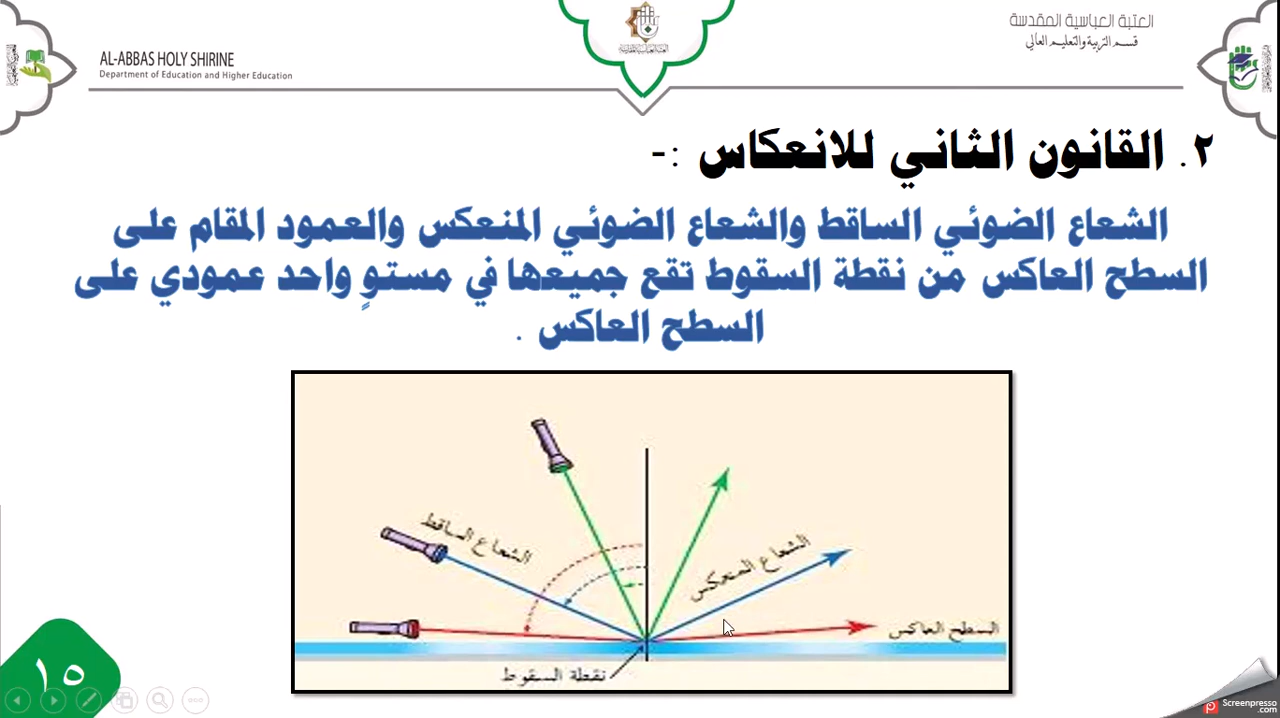 العتبة العباسية المقدسة
قسم التربية والتعليم العالي
AL-ABBAS HOLY SHIRINE
Department of Education and Higher Education
٢. القانون الثاني للانعكاس :-
الشعاع الضوئي الساقط والشعاع الضوئي المنعكس والعمود المقام على
السطح العاكس من نقطة السقوط تقع جميعها في مستوٍ واحد عمودي على
السطح العاكس .
الشعاع الساقط
الشعاع المنعكس
السطح العاكس
نقطة السقوط
١٥
Screenpresso
.com